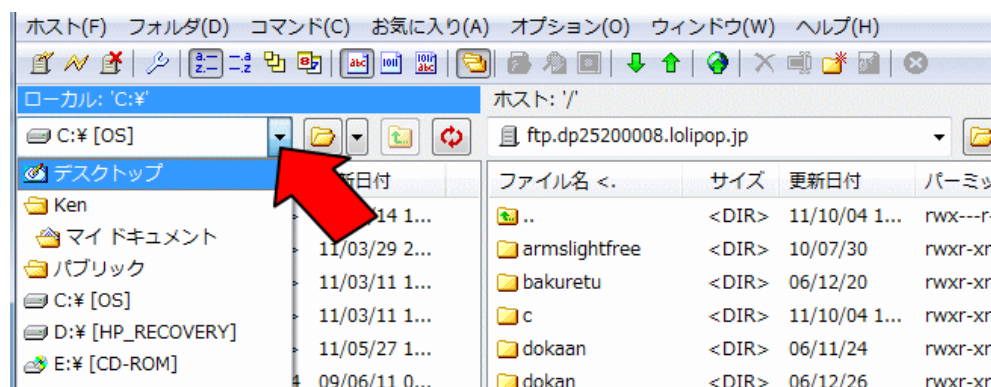 ホスト(F) フォルダ(D) コマンド(C) お気に入り(A) オプション(O) ウィンドウ(W) ヘルプ(H)
ローカル: 'C:¥'
ホスト: '/'
C:¥ [OS]
ftp.dp25200008.lolipop.jp
デスクトップ
Ken
マイ ドキュメント
パブリック
C:¥ [OS]
D:¥ [HP_RECOVERY]
E:¥ [CD-ROM]
新日付
/14 1...
11/03/29 2...
11/03/11 1...
11/03/11 1...
11/05/27 1...
09/06/11 0...
ファイル名 <. サイズ 更新日付 パーミッ
.. <DIR> 11/10/04 1... rwx---r-
armslightfree <DIR> 10/07/30 rwxr-xr
bakuretu <DIR> 06/12/20 rwxr-xr
c <DIR> 11/10/04 1... rwxr-xr
dokaan <DIR> 06/11/24 rwxr-xr
dokan <DIR> 06/12/26 rwxr-xr